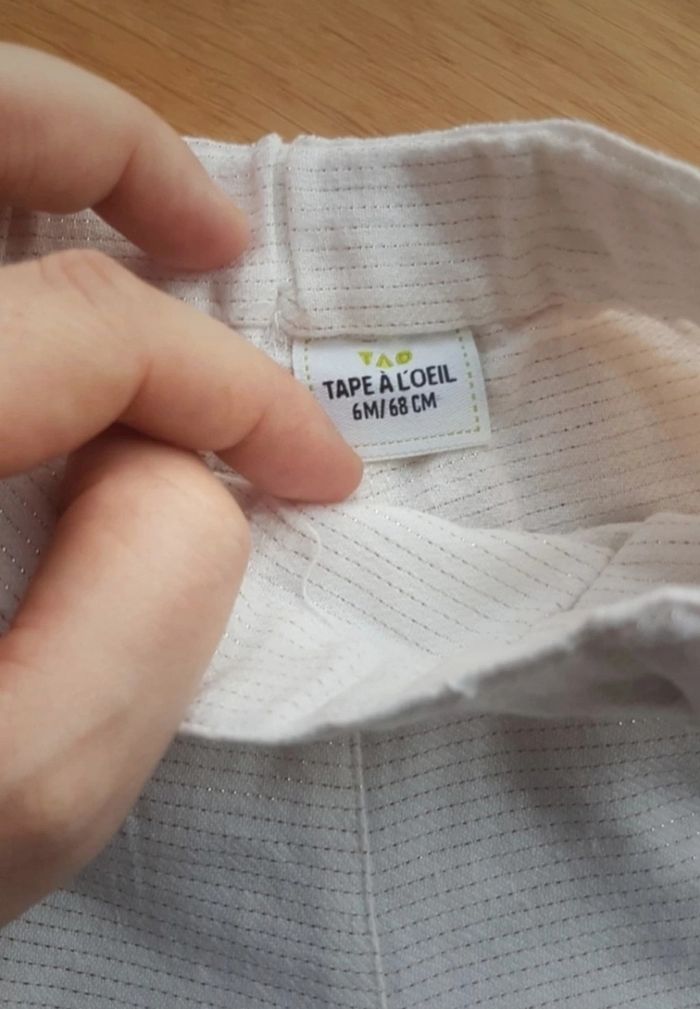 TAO
TAPE À L'OEIL
6M/68 CM